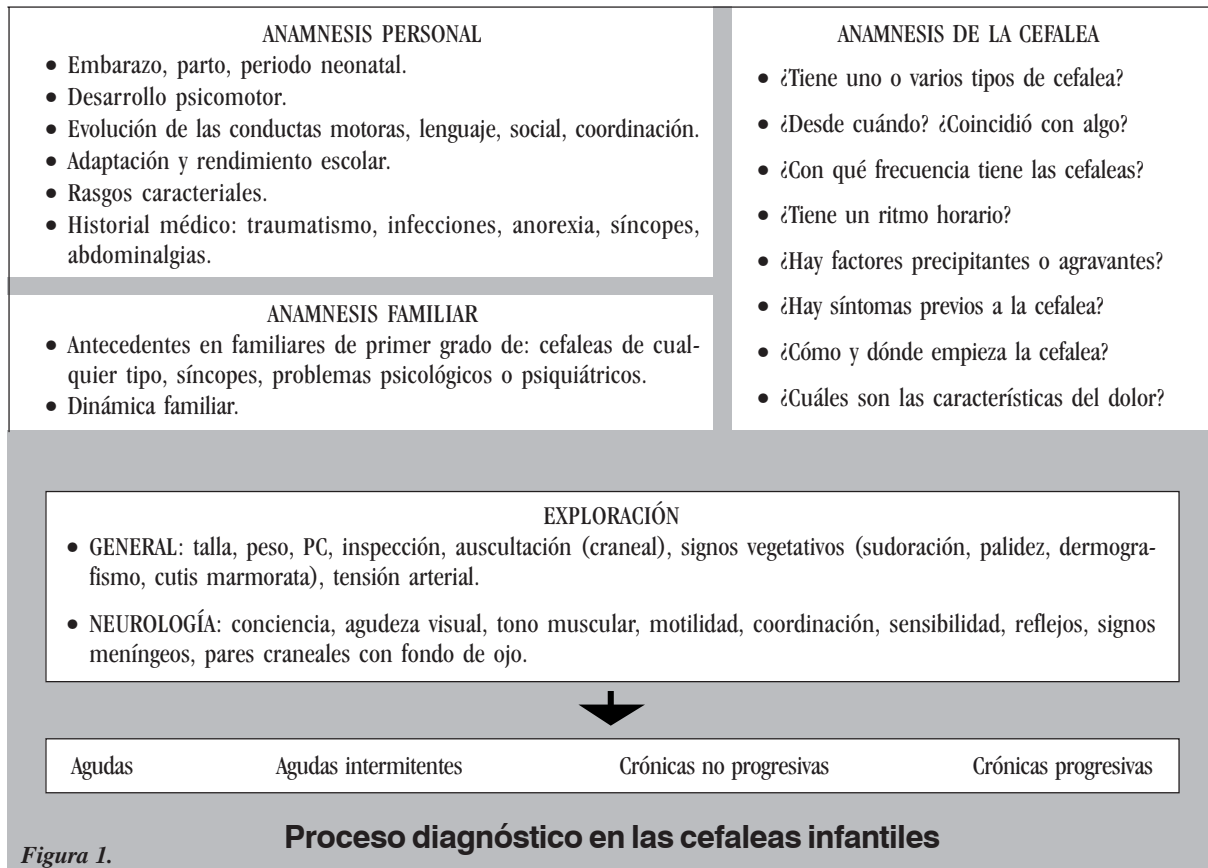 ANAMNESIS PERSONAL
• Embarazo, parto, periodo neonatal.
• Desarrollo psicomotor.
• Evolución de las conductas motoras, lenguaje, social, coordinación.
• Adaptación y rendimiento escolar.
• Rasgos caracteriales.
• Historial médico: traumatismo, infecciones, anorexia, síncopes,
abdominalgias.
ANAMNESIS FAMILIAR
• Antecedentes en familiares de primer grado de: cefaleas de cual-
quier tipo, síncopes, problemas psicológicos o psiquiátricos.
• Dinámica familiar.
ANAMNESIS DE LA CEFALEA
• ¿Tiene uno o varios tipos de cefalea?
• ¿Desde cuándo? ¿Coincidió con algo?
• ¿Con qué frecuencia tiene las cefaleas?
• ¿Tiene un ritmo horario?
• ¿Hay factores precipitantes o agravantes?
• ¿Hay síntomas previos a la cefalea?
• ¿Cómo y dónde empieza la cefalea?
• ¿Cuáles son las características del dolor?
EXPLORACIÓN
• GENERAL: talla, peso, PC, inspección, auscultación (craneal), signos vegetativos (sudoración, palidez, dermogra-
fismo, cutis marmorata), tensión arterial.
• NEUROLOGÍA: conciencia, agudeza visual, tono muscular, motilidad, coordinación, sensibilidad, reflejos, signos
meníngeos, pares craneales con fondo de ojo.
Agudas Agudas intermitentes Crónicas no progresivas Crónicas progresivas
Proceso diagnóstico en las cefaleas infantiles
Figura 1.